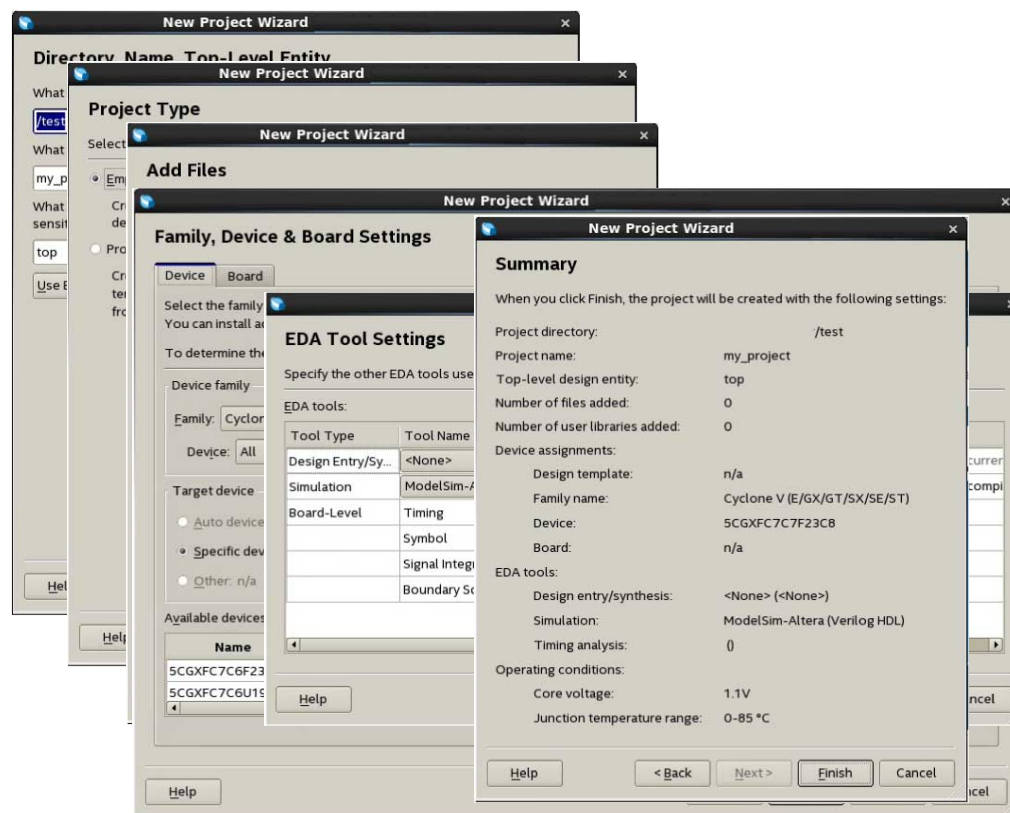 New Project Wizard
Directory, Name, Top-Level Entity
What
/test
What
my_p
What
sensit
top
Use
Hel
New Project Wizard
Project Type
Select
Em
Cr
de
Pro
Cr
te
fro
Help
New Project Wizard
Add Files
New Project Wizard
Family, Device & Board Settings
Device Board
Select the family
You can install a
To determine the
Device family
Family: Cyclon
Device: All
Target device
Auto device
Specific dev
Other: n/a
Available devices
Name
5CGXFC7C6F23
5CGXFC7C6U19
Help
ncel
EDA Tool Settings
Specify the other EDA tools use
EDA tools:
Tool Type Tool Name
Design Entry/Sy... <None>
curren
Simulation ModelSim-A
compi
Board-Level Timing
Symbol
Signal Integr
Boundary Sc
Help
ncel
New Project Wizard
Summary
When you click Finish, the project will be created with the following settings:
Project directory: /test
Project name: my_project
Top-level design entity: top
Number of files added: 0
Number of user libraries added: 0
Device assignments:
Design template: n/a
Family name: Cyclone V (E/GX/GT/SX/SE/ST)
Device: 5CGXFC7C7F23C8
Board: n/a
EDA tools:
Design entry/synthesis: <None> (<None>)
Simulation: ModelSim-Altera (Verilog HDL)
Timing analysis: ()
Operating conditions:
Core voltage: 1.1V
Junction temperature range: 0-85 °C
Help < Back Next > Finish Cancel